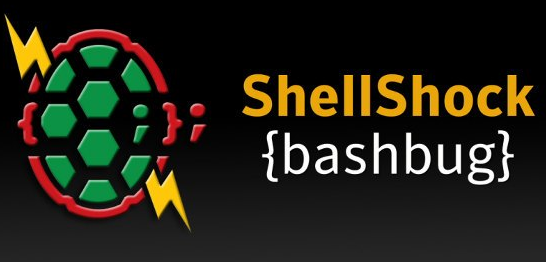 { ; } ;
ShellShock
{bashbug}